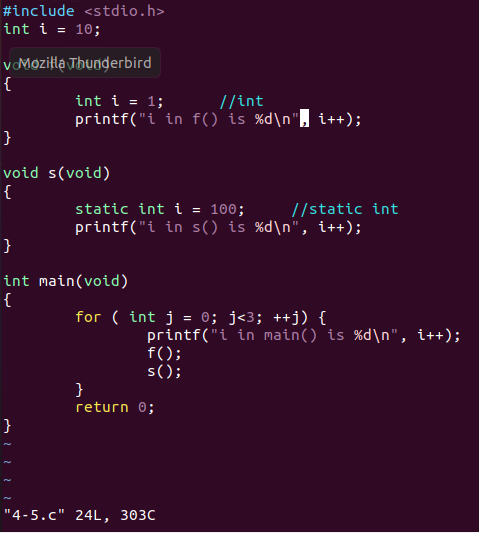 #include <stdio.h>
int i = 10;
Mozilla Thunderbird
{
int i = 1; //int
printf("i in f() is %d\n", i++);
}
void s(void)
{
static int i = 100; //static int
printf("i in s() is %d\n", i++);
}
int main(void)
{
for ( int j = 0; j<3; ++j) {
printf("i in main() is %d\n", i++);
f();
s();
}
return 0;
}
~
~
~
~
"4-5.c" 24L, 303C